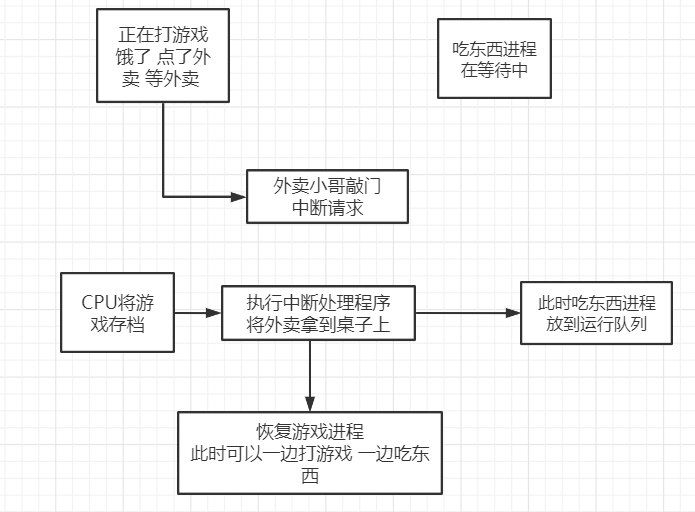 正在打游戏
饿了 点了外
卖 等外卖
吃东西进程
在等待中
外卖小哥敲门
中断请求
CPU将游
戏存档
执行中断处理程序
将外卖拿到桌子上
此时吃东西进程
放到运行队列
恢复游戏进程
此时可以一边打游戏 一边吃东
西